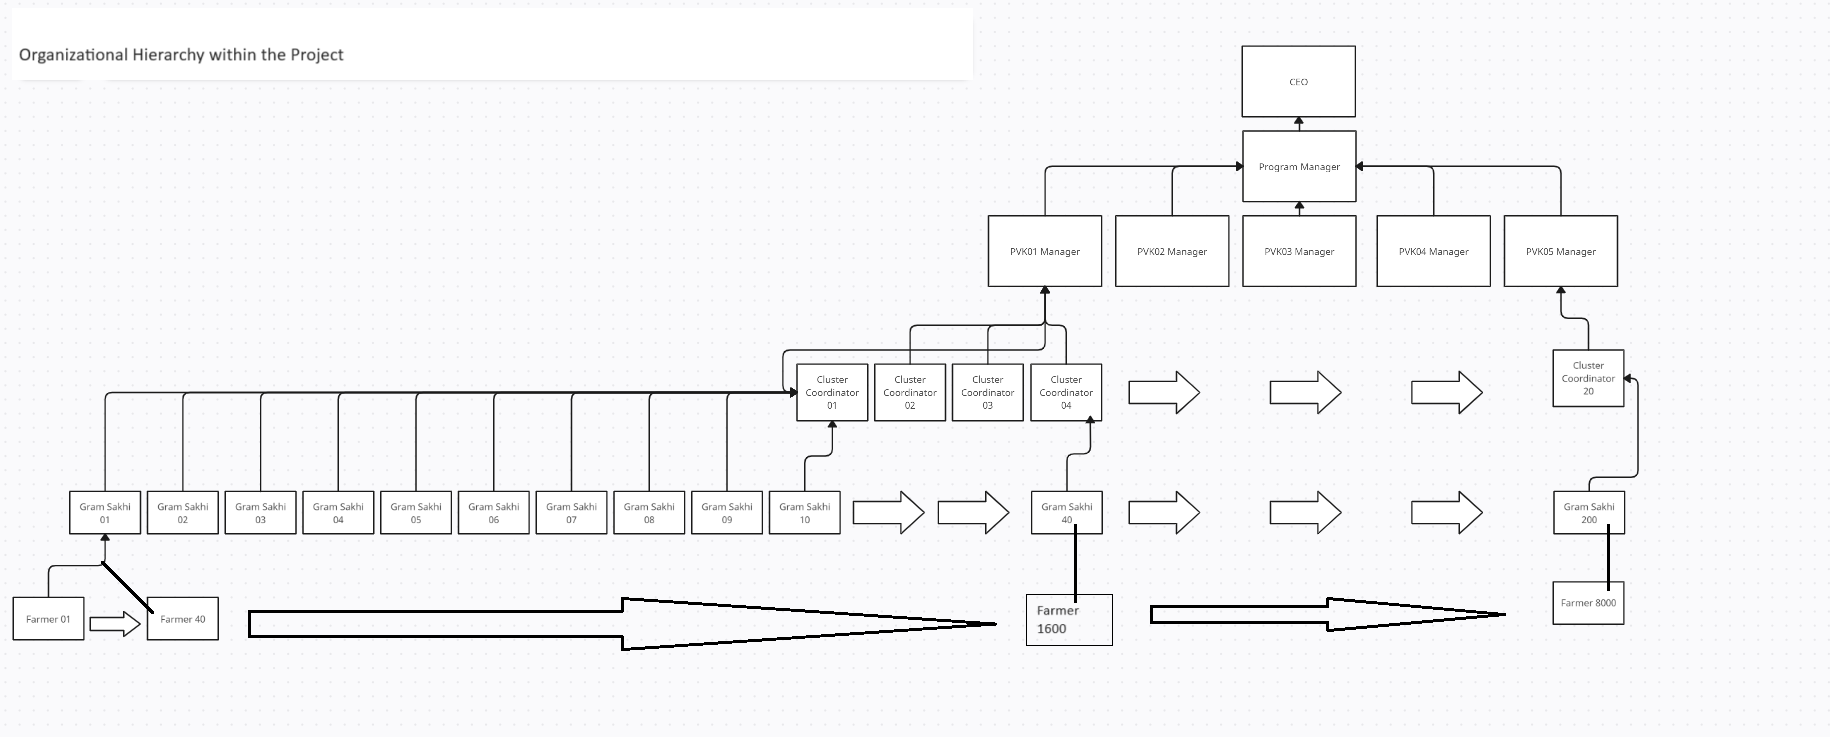 Organizational Hierarchy within the Project
CEO
Program Manager
PVK01 Manager
PVK02 Manager
PVK03 Manager
PVK04 Manager
PVK05 Manager
Cluster
Coordinator
01
Cluster
Coordinator
02
Cluster
Coordinator
03
Cluster
Coordinator
04
Cluster
Coordinator
20
Gram Sakhi
01
Gram Sakhi
02
Gram Sakhi
03
Gram Sakhi
04
Gram Sakhi
05
Gram Sakhi
06
Gram Sakhi
07
Gram Sakhi
08
Gram Sakhi
09
Gram Sakhi
10
Gram Sakhi
40
Gram Sakhi
200
Farmer 01
Farmer 40
Farmer
1600
Farmer 8000